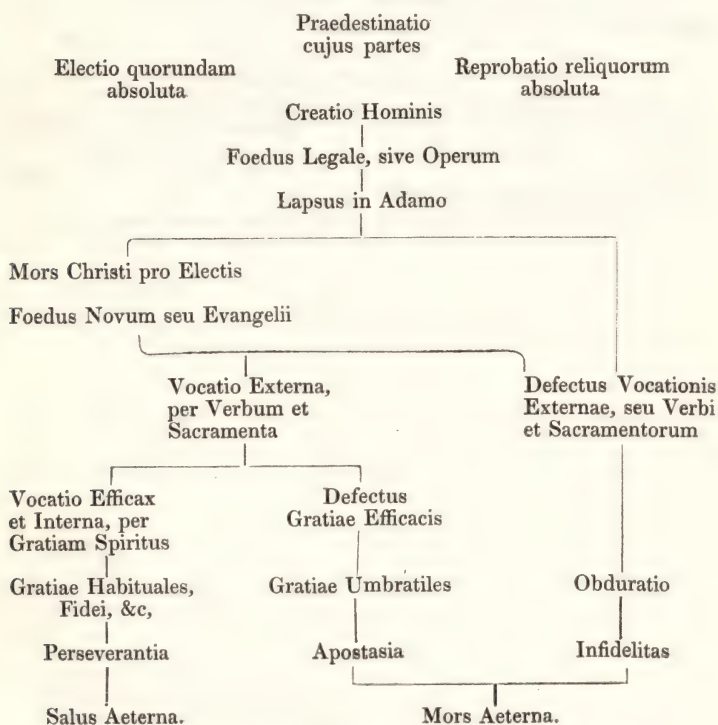 Praedestinatio
cujus partes
Electio quorundam
absoluta
Reprobatio reliquorum
absoluta
Creatio Hominis
Foedus Legale, sive Operum
Lapsus in Adamo
Mors Christi pro Electis
Foedus Novum seu Evangelii
Vocatio Externa,
per Verbum et
Sacramenta
Defectus Vocationis
Externae, seu Verbi
et Sacramentorum
Vocatio Efficax
et Interna, per
Gratiam Spiritus
Defectus
Gratiae Efficacis
Gratiae Habituales,
Fidei, &c,
Gratiae Umbratiles
Obduratio
Perseverantia
Apostasia
Infidelitas
Salus Aeterna.
Mors Aeterna.